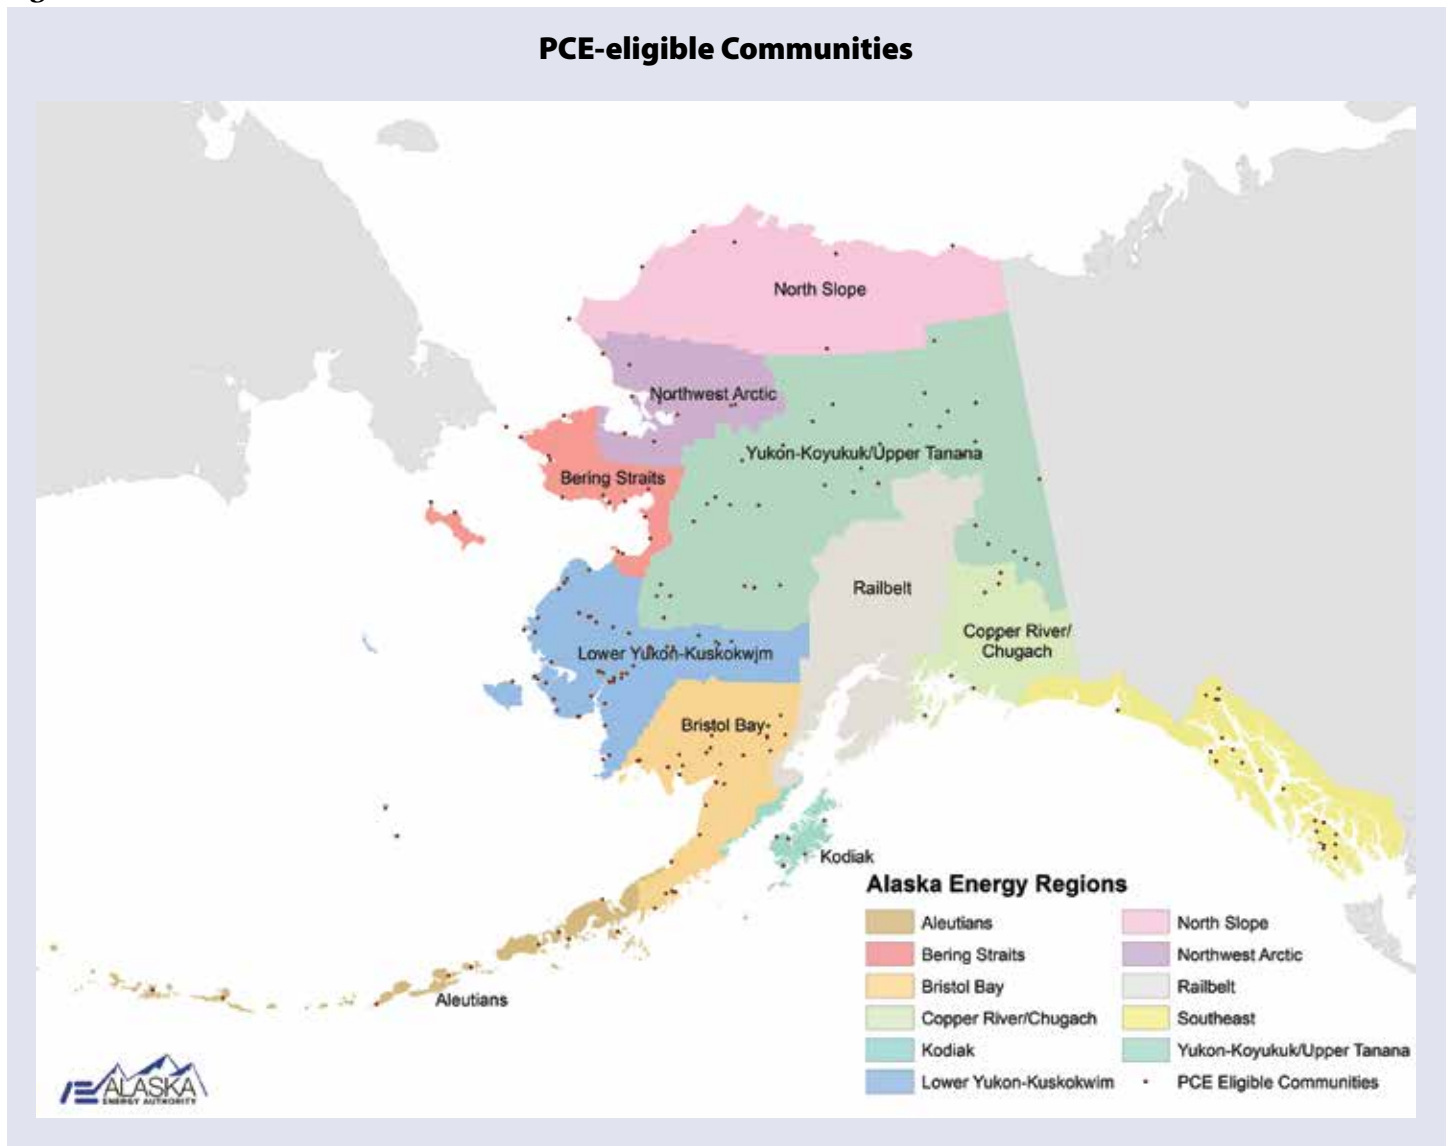 PCE-eligible Communities
North Slope
Northwest Arctic
Yukon-Koyukuk/Upper Tanana
Bering Straits
Railbelt
Copper River/
Chugach
Lower Yukon-Kuskokwim
Bristol Bay
Kodiak
Aleutians
Alaska Energy Regions
Aleutians
Bering Straits
Bristol Bay
Copper River/Chugach
Kodiak
Lower Yukon-Kuskokwim
North Slope
Northwest Arctic
Railbelt
Southeast
Yukon-Koyukuk/Upper Tanana
PCE Eligible Communities
ALASKA
ENERGY AUTHORITY